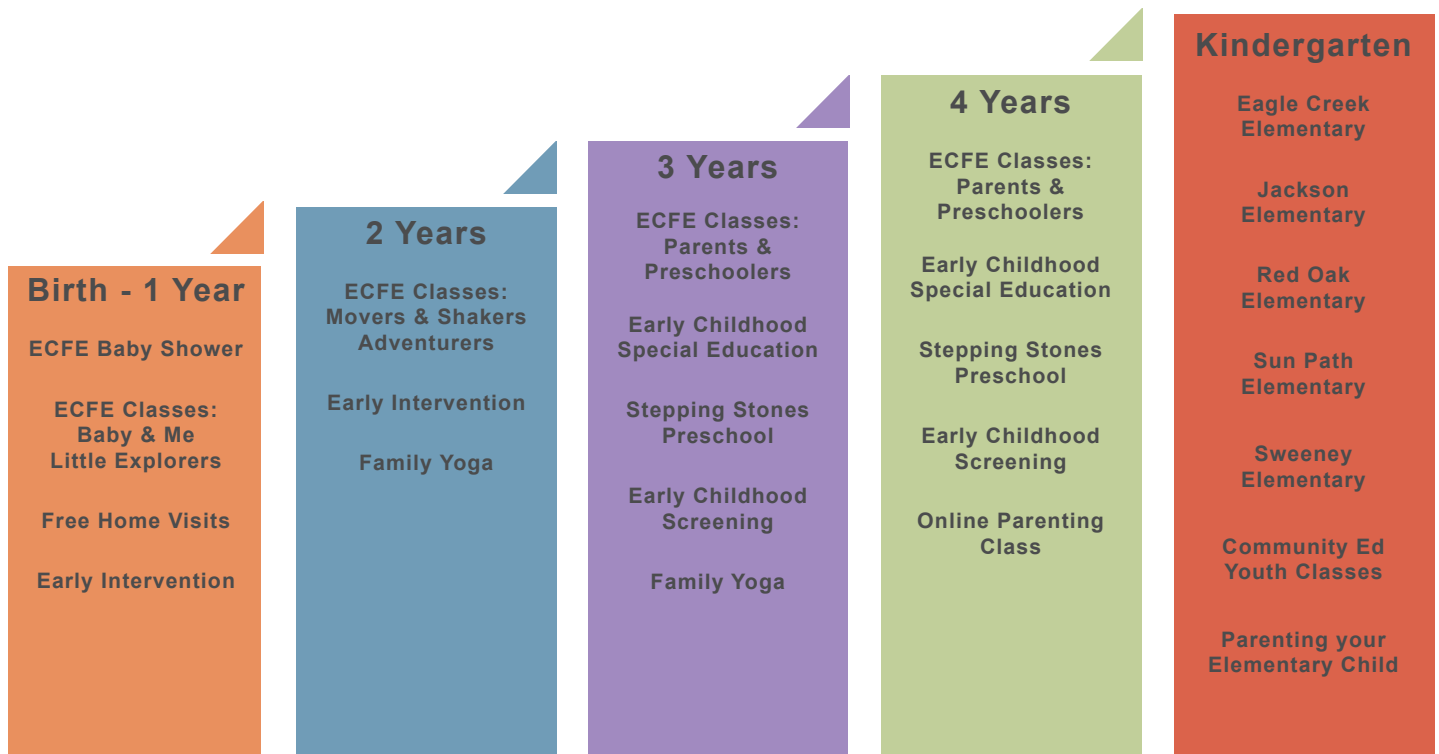 Birth - 1 Year
ECFE Baby Shower
ECFE Classes:
Baby & Me
Little Explorers
Free Home Visits
Early Intervention
2 Years
ECFE Classes:
Movers & Shakers
Adventurers
Early Intervention
Family Yoga
3 Years
ECFE Classes:
Parents &
Preschoolers
Early Childhood
Special Education
Stepping Stones
Preschool
Early Childhood
Screening
Family Yoga
4 Years
ECFE Classes:
Parents &
Preschoolers
Early Childhood
Special Education
Stepping Stones
Preschool
Early Childhood
Screening
Online Parenting
Class
Kindergarten
Eagle Creek
Elementary
Jackson
Elementary
Red Oak
Elementary
Sun Path
Elementary
Sweeney
Elementary
Community Ed
Youth Classes
Parenting your
Elementary Child